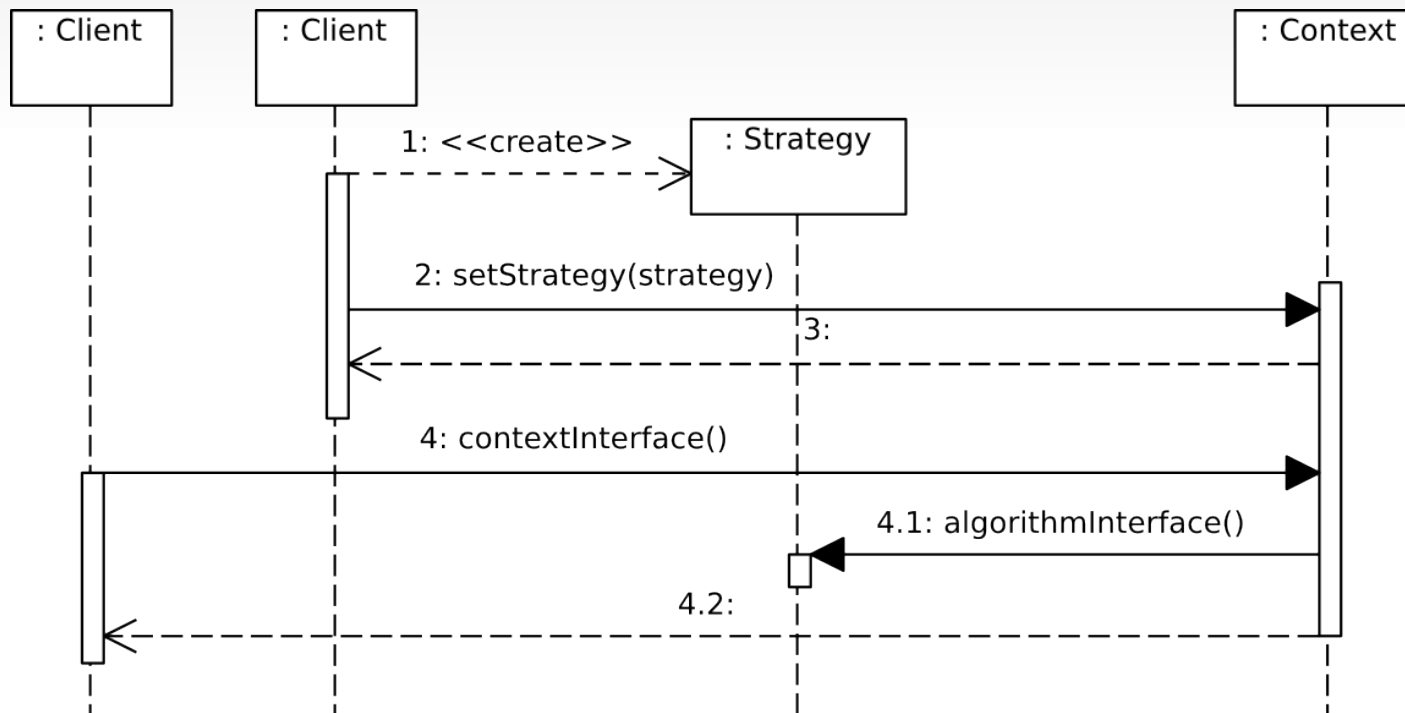 : Client
: Client
: Context
1: <<create>>
: Strategy
2: setStrategy(strategy)
3:
4: contextInterface()
4.1: algorithmInterface()
4.2: